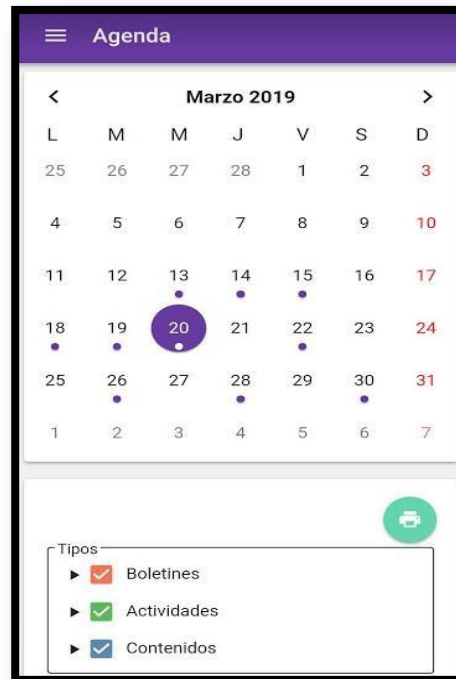 Agenda
Marzo 2019
L M M J V S D
25 26 27 28 1 2 3
4 5 6 7 8 9 10
11 12 13 14 15 16 17
18 19 20 21 22 23 24
25 26 27 28 29 30 31
1 2 3 4 5 6 7
Tipos
Boletines
Actividades
Contenidos